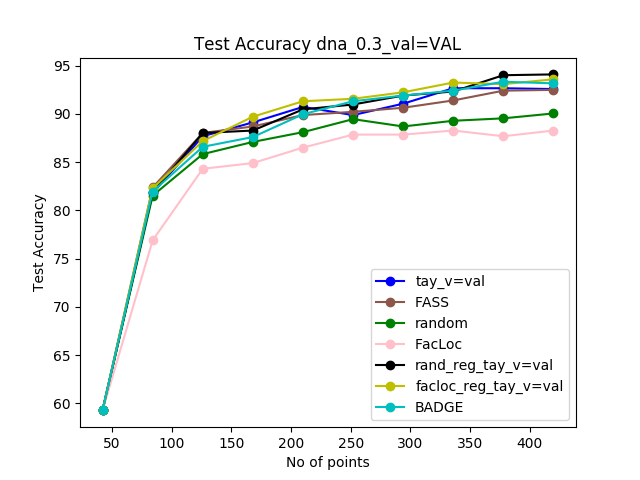 Test Accuracy dna_0.3_val=VAL
Test Accuracy
95
90
85
80
75
70
65
60
50
100
150
200
250
300
350
400
No of points
tay_v=val
FASS
random
FacLoc
rand_reg_tay_v=val
facloc_reg_tay_v=val
BADGE